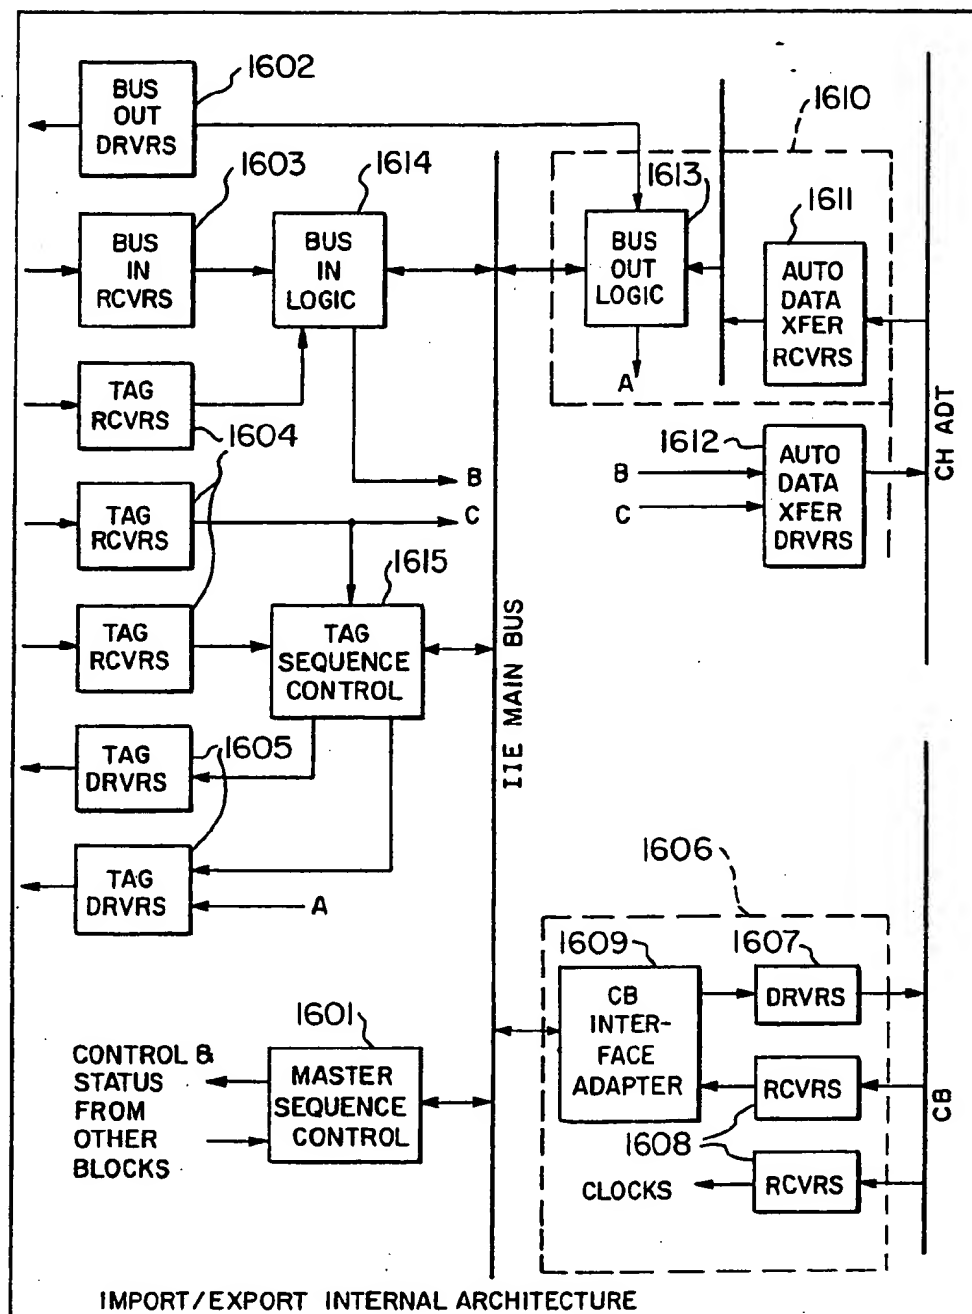 1602
BUS
OUT
DRVRS
1603
BUS
IN
RCVRS
1614
BUS
IN
LOGIC
TAG
RCVRS
1604
TAG
RCVRS
B
C
1615
TAG
RCVRS
TAG
SEQUENCE
CONTROL
TAG
DRVRS
1605
TAG
DRVRS
A
1601
MASTER
SEQUENCE
CONTROL
CONTROL &
STATUS
FROM
OTHER
BLOCKS
IIE MAIN BUS
1610
1613
BUS
OUT
LOGIC
A
1611
AUTO
DATA
XFER
RCVRS
1612
AUTO
DATA
XFER
DRVRS
B
C
CH ADT
1606
1609
CB
INTER-
FACE
ADAPTER
1607
DRVRS
RCVRS
1608
RCVRS
CLOCKS
CB
IMPORT/EXPORT INTERNAL ARCHITECTURE